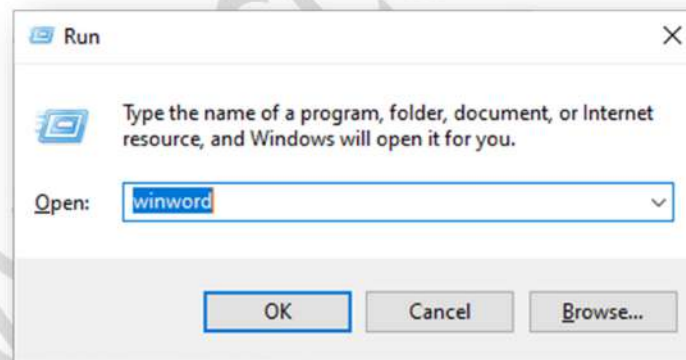 Run
Type the name of a program, folder, document, or Internet
resource, and Windows will open it for you.
Open: winword
OK Cancel Browse...